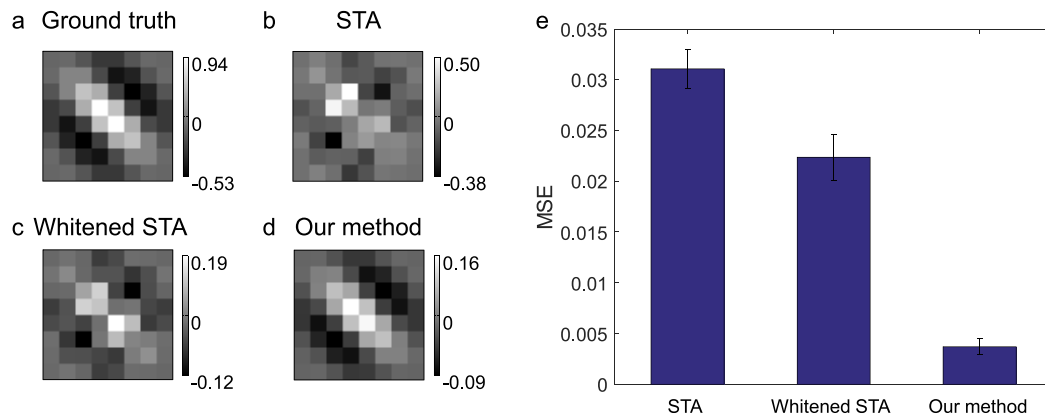 a Ground truth
0.94
0
-0.53
b STA
0.50
0
-0.38
c Whitened STA
0.19
0
-0.12
d Our method
0.16
0
-0.09
e
MSE
0.035
0.03
0.025
0.02
0.015
0.01
0.005
0
STA Whitened STA Our method